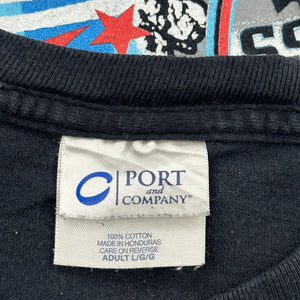 PORT
and
COMPANY®
100% COTTON
MADE IN HONDURAS
CARE ON REVERSE
ADULT L/G/G